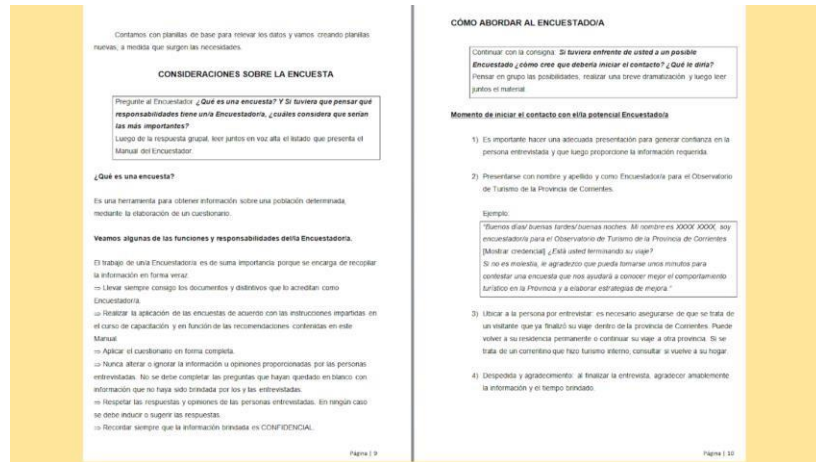 Contamos con planillas de base para relevar los datos y vamos creando planillas
nuevas, a medida que surgen las necesidades.
CONSIDERACIONES SOBRE LA ENCUESTA
Pregunte al Encuestador ¿Qué es una encuesta? Y Si tuviera que pensar qué
responsabilidades tiene un/a Encuestador/a, ¿cuáles considera que serían
las más importantes?
Luego de la respuesta grupal, leer juntos en voz alta el listado que presenta el
Manual del Encuestador.
¿Qué es una encuesta?
Es una herramienta para obtener información sobre una población determinada,
mediante la elaboración de un cuestionario.
Veamos algunas de las funciones y responsabilidades del/la Encuestador/a.
El trabajo de un/a Encuestador/a es de suma importancia porque se encarga de recopilar
la información en forma veraz.
⇒ Llevar siempre consigo los documentos y distintivos que lo acreditan como
Encuestador/a.
⇒ Realizar la aplicación de las encuestas de acuerdo con las instrucciones impartidas en
el curso de capacitación y en función de las recomendaciones contenidas en este
Manual.
⇒ Aplicar el cuestionario en forma completa.
⇒ Nunca alterar o ignorar la información u opiniones proporcionadas por las personas
entrevistadas. No se debe completar las preguntas que hayan quedado en blanco con
información que no haya sido brindada por los y las entrevistadas.
⇒ Respetar las respuestas y opiniones de las personas entrevistadas. En ningún caso
se debe inducir o sugerir las respuestas.
⇒ Recordar siempre que la información brindada es CONFIDENCIAL.
Página | 9
CÓMO ABORDAR AL ENCUESTADO/A
Continuar con la consigna: Si tuviera enfrente de usted a un posible
Encuestado ¿cómo cree que debería iniciar el contacto? ¿Qué le diría?
Pensar en grupo las posibilidades, realizar una breve dramatización y luego leer
juntos el material.
Momento de iniciar el contacto con el/la potencial Encuestado/a
1) Es importante hacer una adecuada presentación para generar confianza en la
persona entrevistada y que luego proporcione la información requerida.
2) Presentarse con nombre y apellido y como Encuestador/a para el Observatorio
de Turismo de la Provincia de Corrientes.
Ejemplo:
"Buenos días/ buenas tardes/ buenas noches. Mi nombre es XXXX XXXX, soy
encuestador/a para el Observatorio de Turismo de la Provincia de Corrientes
[Mostrar credencial] ¿Está usted terminando su viaje?
Si no es molestia, le agradezco que pueda tomarse unos minutos para
contestar una encuesta que nos ayudará a conocer mejor el comportamiento
turístico en la Provincia y a elaborar estrategias de mejora."
3) Ubicar a la persona por entrevistar: es necesario asegurarse de que se trata de
un visitante que ya finalizó su viaje dentro de la provincia de Corrientes. Puede
volver a su residencia permanente o continuar su viaje a otra provincia. Si se
trata de un correntino que hizo turismo interno, consultar si vuelve a su hogar.
4) Despedida y agradecimiento: al finalizar la entrevista, agradecer amablemente
la información y el tiempo brindado.
Página | 10